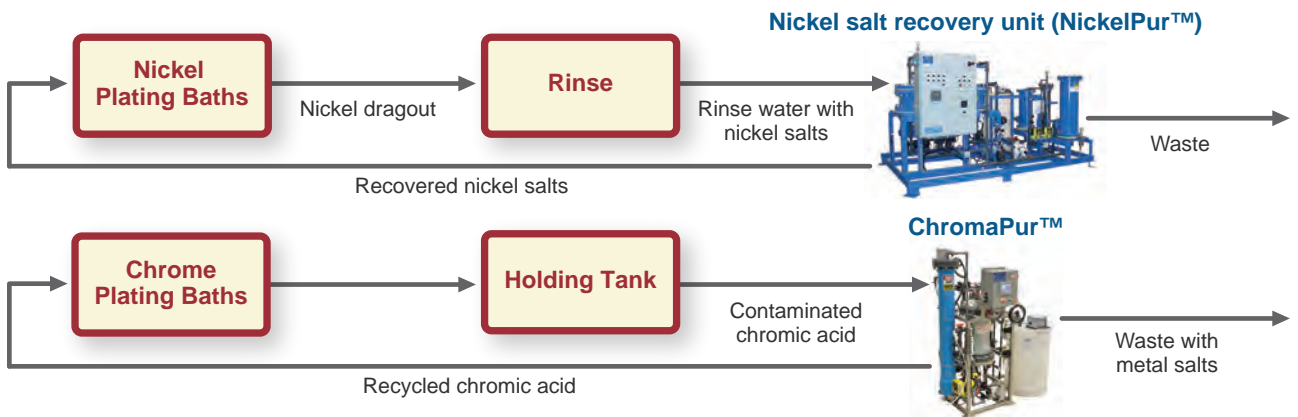 Nickel salt recovery unit (NickelPur™)
Nickel
Plating Baths
Nickel dragout
Rinse
Rinse water with
nickel salts
Waste
Recovered nickel salts
ChromaPur™
Chrome
Plating Baths
Holding Tank
Contaminated
chromic acid
Waste with
metal salts
Recycled chromic acid